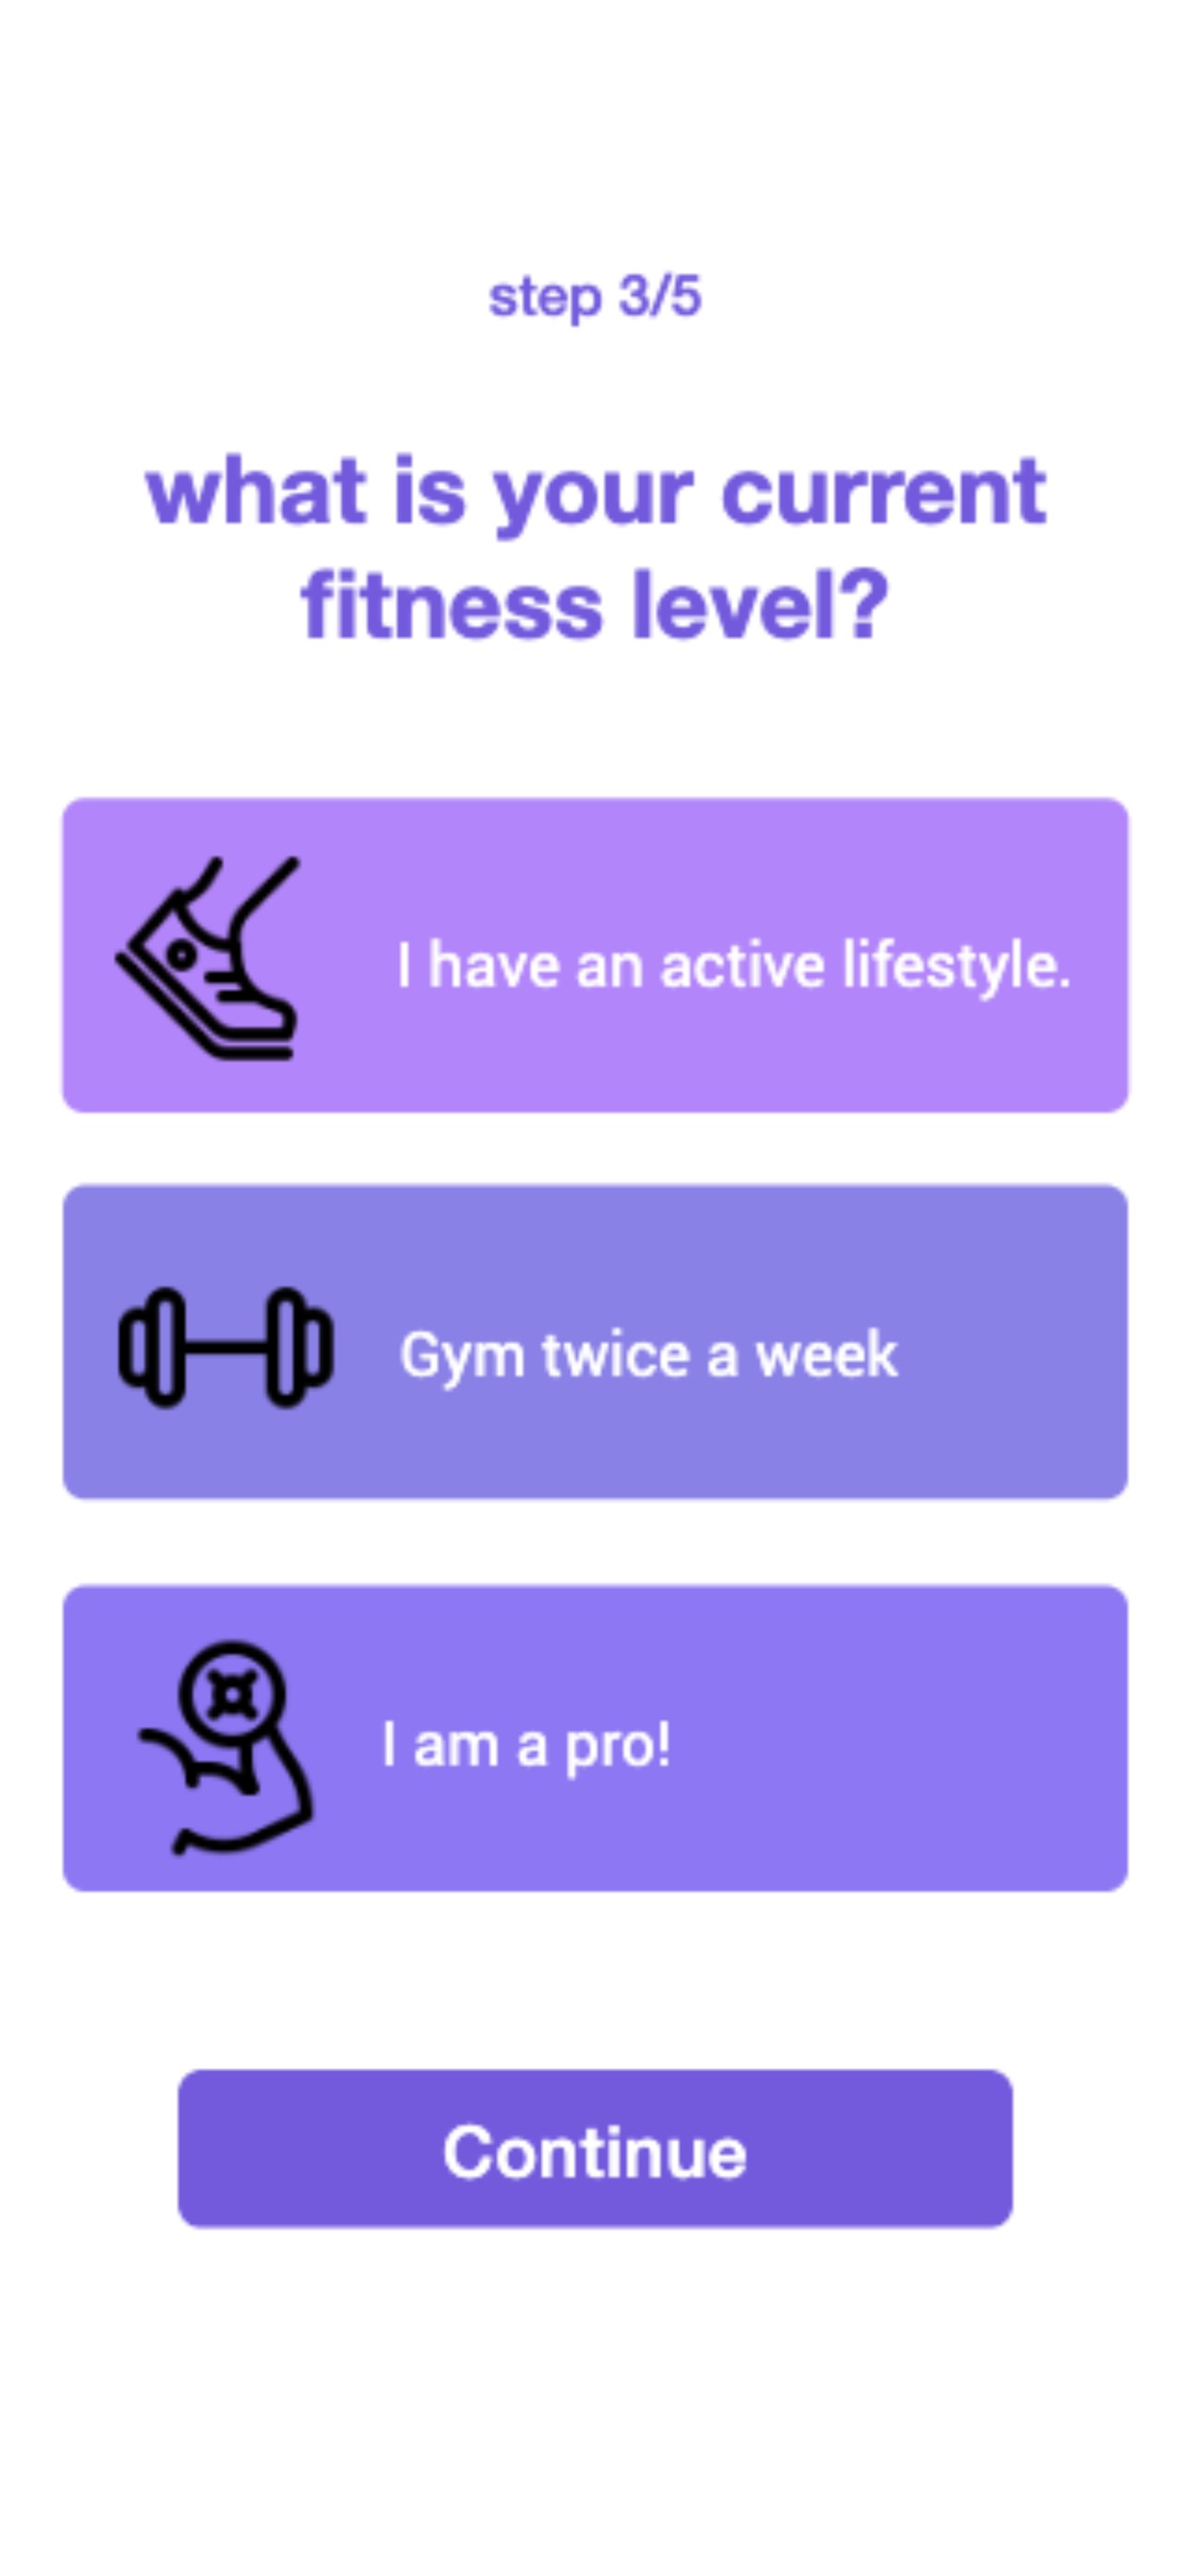 step 3/5
what is your current
fitness level?
I have an active lifestyle.
Gym twice a week
I am a pro!
Continue